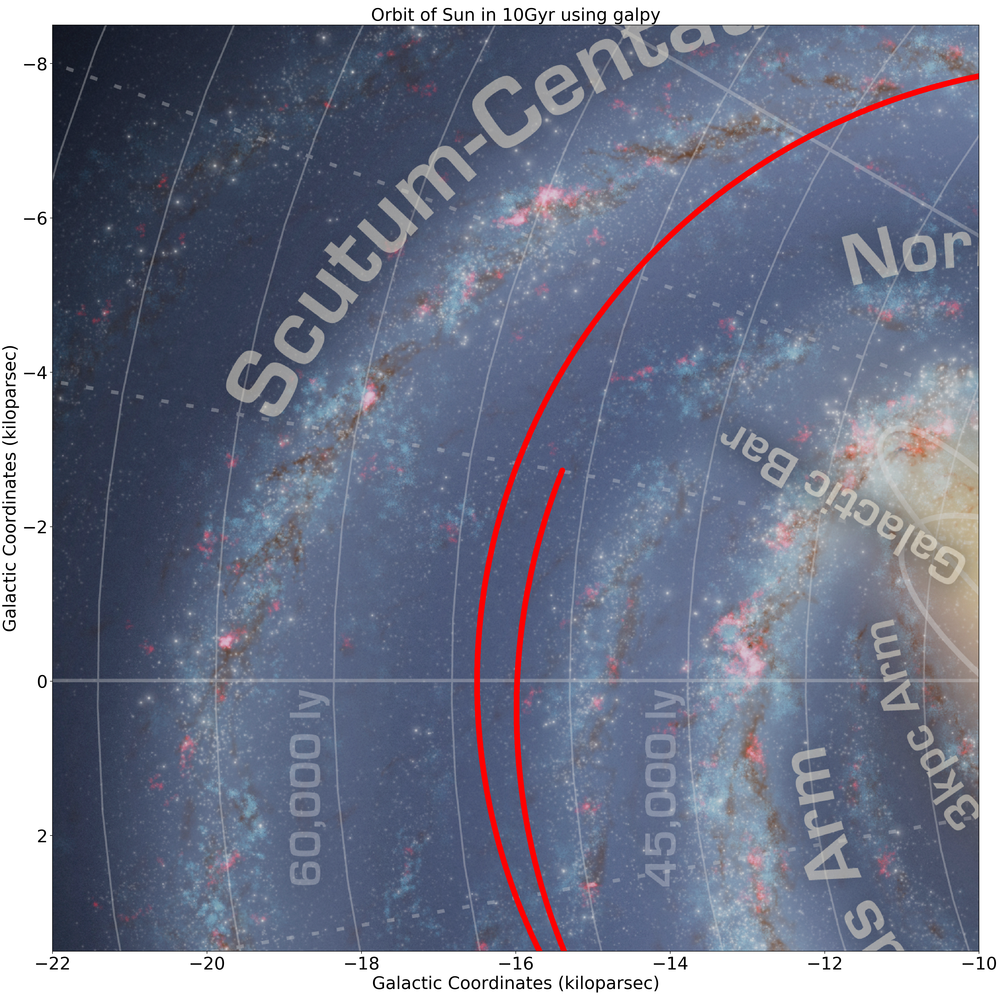 Orbit of Sun in 10Gyr using galpy
Galactic Coordinates (kiloparsec)
−8
−6
−4
−2
0
2
Scutum-Centau
Nor
Galactic Bar
3kpc Arm
60,000 ly
45,000 ly
us Arm
−22
−20
−18
−16
−14
−12
−10
Galactic Coordinates (kiloparsec)